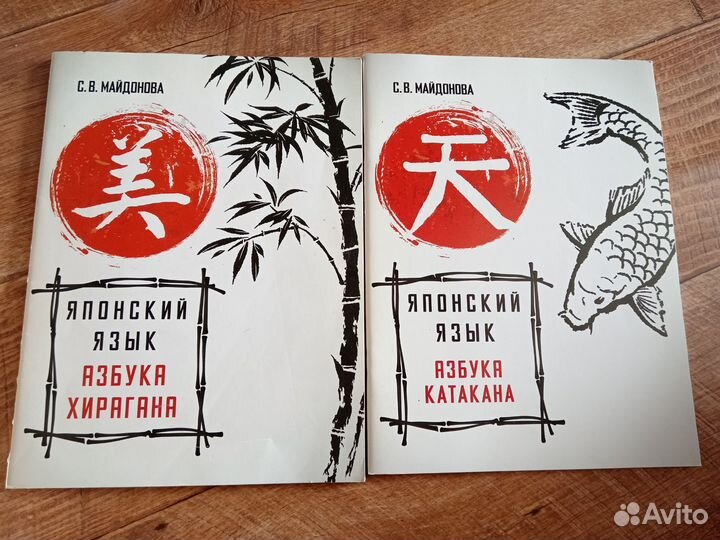 С. В. МАЙДОНОВА
美
ЯПОНСКИЙ
ЯЗЫК
АЗБУКА
ХИРАГАНА
С. В. МАЙДОНОВА
天
ЯПОНСКИЙ
ЯЗЫК
АЗБУКА
КАТАКАНА
Avito